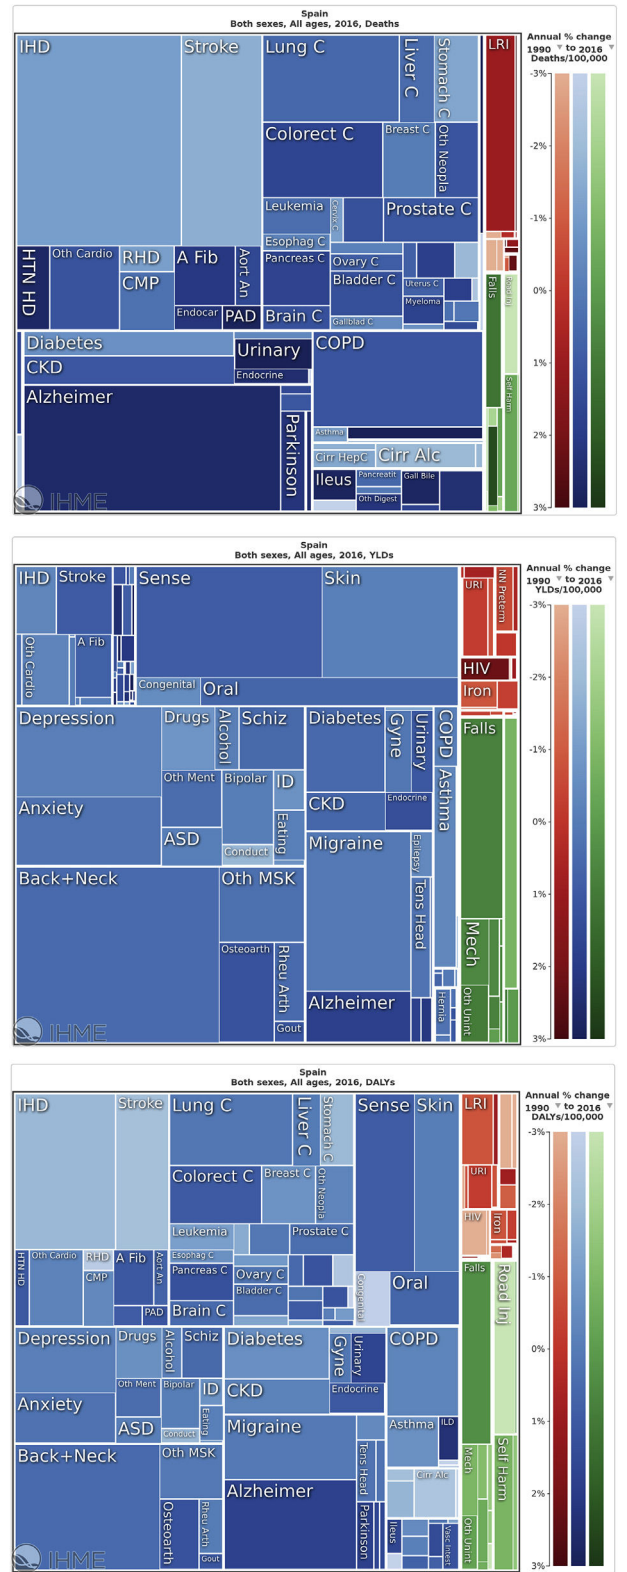 Spain
Both sexes, All ages, 2016, Deaths
IHD
Stroke
Lung C
Liver C
Stomach C
LRI
Colorect C
Breast C
Oth Neopla
Leukemia
Cervix C
Prostate C
Esophag C
HTN HD
Oth Cardio
RHD
A Fib
Aort An
Pancreas C
Ovary C
CMP
Bladder C
Uterus C
Falls
Road Inj
Endocar
PAD
Brain C
Myeloma
Gallblad C
Diabetes
Urinary
COPD
CKD
Endocrine
Alzheimer
Parkinson
Self Harm
Asthma
Cirr HepC
Cirr Alc
Ileus
Pancreatit
Gall Bile
Oth Digest
IHME
Annual % change
1990 ▼ to 2016 ▼
Deaths/100,000
-3%
-2%
-1%
0%
1%
2%
3%
Spain
Both sexes, All ages, 2016, YLDs
IHD
Stroke
Sense
Skin
URI
NN Preterm
Oth Cardio
A Fib
HIV
Congenital
Oral
Iron
Depression
Drugs
Alcohol
Schiz
Diabetes
Gyne
Urinary
COPD
Falls
Oth Ment
Bipolar
ID
Asthma
Anxiety
CKD
Endocrine
Eating
ASD
Conduct
Migraine
Epilepsy
Back+Neck
Oth MSK
Tens Head
Osteoarth
Rheu Arth
Mech
Alzheimer
Hernia
Oth Unint
Gout
IHME
Annual % change
1990 ▼ to 2016 ▼
YLDs/100,000
-3%
-2%
-1%
0%
1%
2%
3%
Spain
Both sexes, All ages, 2016, DALYs
IHD
Stroke
Lung C
Liver C
Stomach C
Sense
Skin
LRI
Colorect C
Breast C
Oth Neopla
URI
Leukemia
Prostate C
HIV
Iron
HTN HD
Oth Cardio
RHD
A Fib
Aort An
Esophag C
Pancreas C
Ovary C
CMP
Bladder C
Congenital
Oral
Falls
Road Inj
PAD
Brain C
Depression
Drugs
Alcohol
Schiz
Diabetes
Gyne
Urinary
COPD
Oth Ment
Bipolar
ID
CKD
Endocrine
Anxiety
Eating
ASD
Conduct
Migraine
Asthma
ILD
Back+Neck
Oth MSK
Tens Head
Mech
Self Harm
Cirr Alc
Alzheimer
Osteoarth
Rheu Arth
Parkinson
Ileus
Vasc Intest
Oth Unint
Gout
IHME
Annual % change
1990 ▼ to 2016 ▼
DALYs/100,000
-3%
-2%
-1%
0%
1%
2%
3%